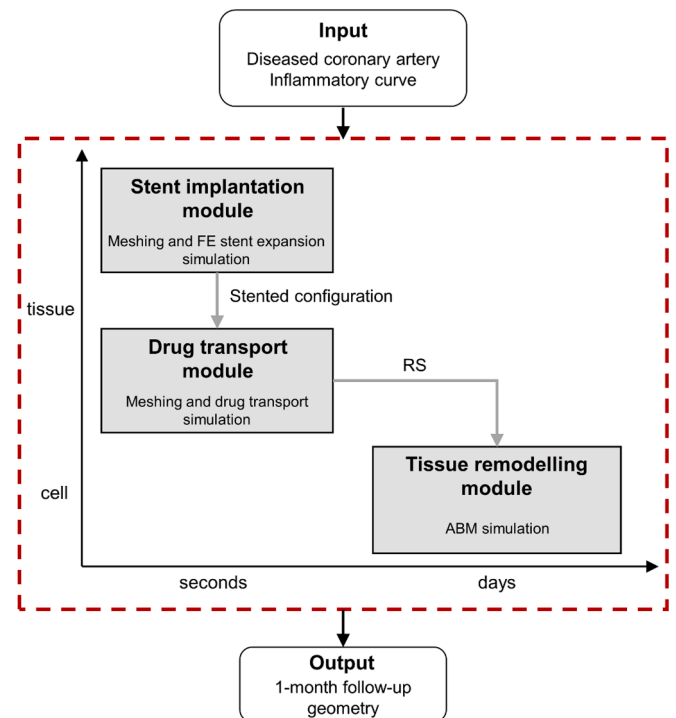 Input
Diseased coronary artery
Inflammatory curve
Stent implantation
module
Meshing and FE stent expansion
simulation
Stented configuration
tissue
Drug transport
module
Meshing and drug transport
simulation
RS
Tissue remodelling
module
ABM simulation
cell
seconds
days
Output
1-month follow-up
geometry